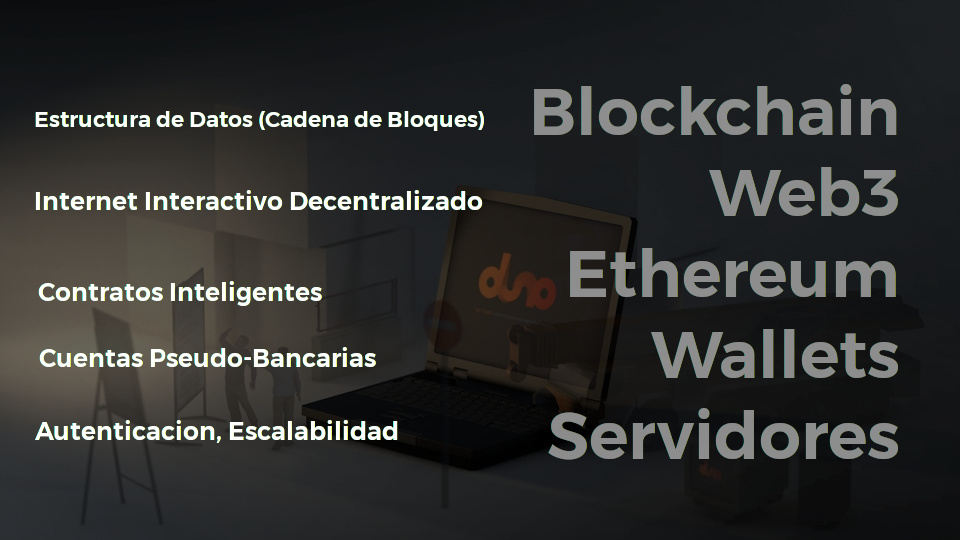 Estructura de Datos (Cadena de Bloques)
Blockchain
Internet Interactivo Decentralizado
Web3
Contratos Inteligentes
Ethereum
Cuentas Pseudo-Bancarias
Wallets
Autenticacion, Escalabilidad
Servidores